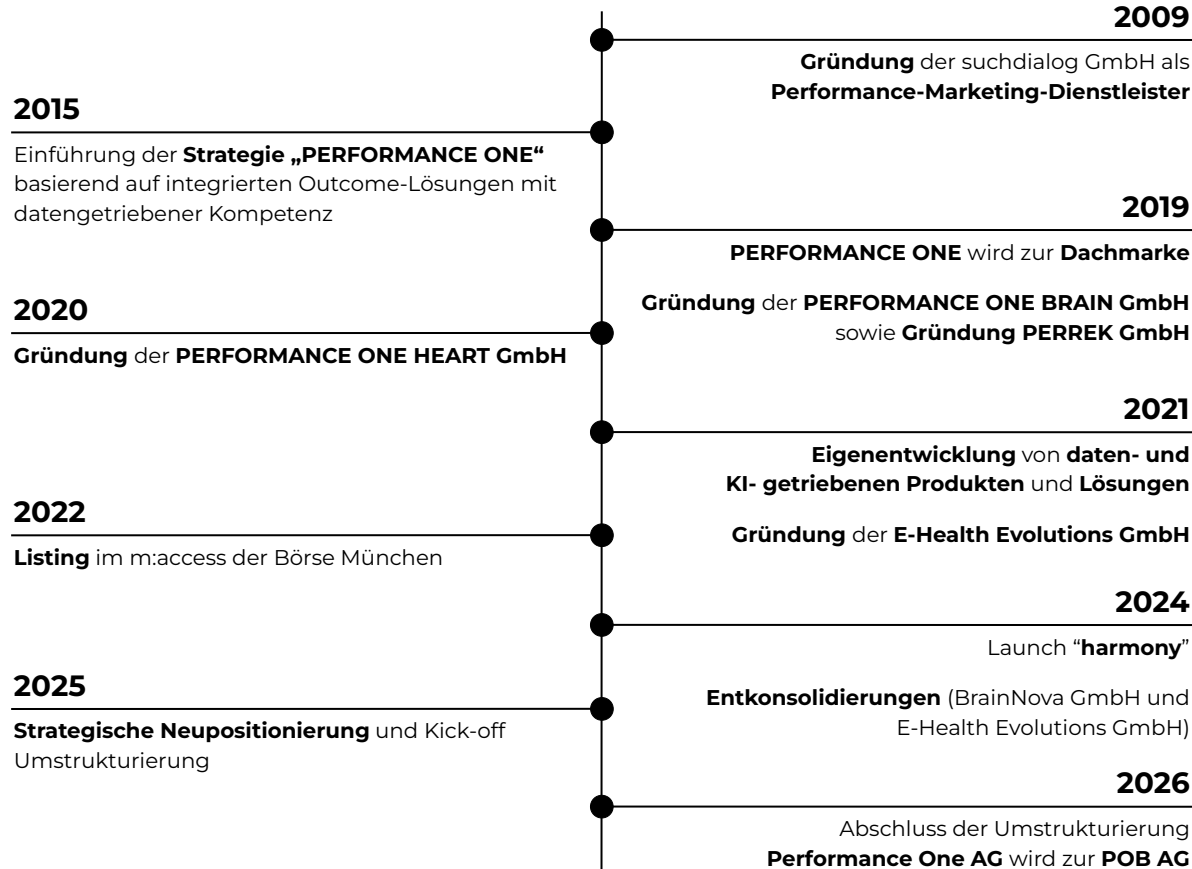 2009
Gründung der suchdialog GmbH als
Performance-Marketing-Dienstleister
2015
Einführung der Strategie „PERFORMANCE ONE“
basierend auf integrierten Outcome-Lösungen mit
datengetriebener Kompetenz
2019
PERFORMANCE ONE wird zur Dachmarke
Gründung der PERFORMANCE ONE BRAIN GmbH
sowie Gründung PERREK GmbH
2020
Gründung der PERFORMANCE ONE HEART GmbH
2021
Eigenentwicklung von daten- und
KI- getriebenen Produkten und Lösungen
Gründung der E-Health Evolutions GmbH
2022
Listing im m:access der Börse München
2024
Launch “harmony”
Entkonsolidierungen (BrainNova GmbH und
E-Health Evolutions GmbH)
2025
Strategische Neupositionierung und Kick-off
Umstrukturierung
2026
Abschluss der Umstrukturierung
Performance One AG wird zur POB AG